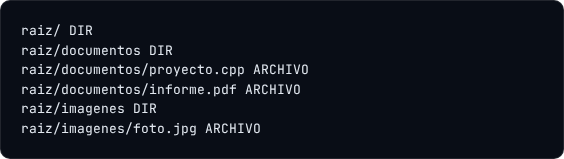 raiz/ DIR
raiz/documentos DIR
raiz/documentos/proyecto.cpp ARCHIVO
raiz/documentos/informe.pdf ARCHIVO
raiz/imagenes DIR
raiz/imagenes/foto.jpg ARCHIVO